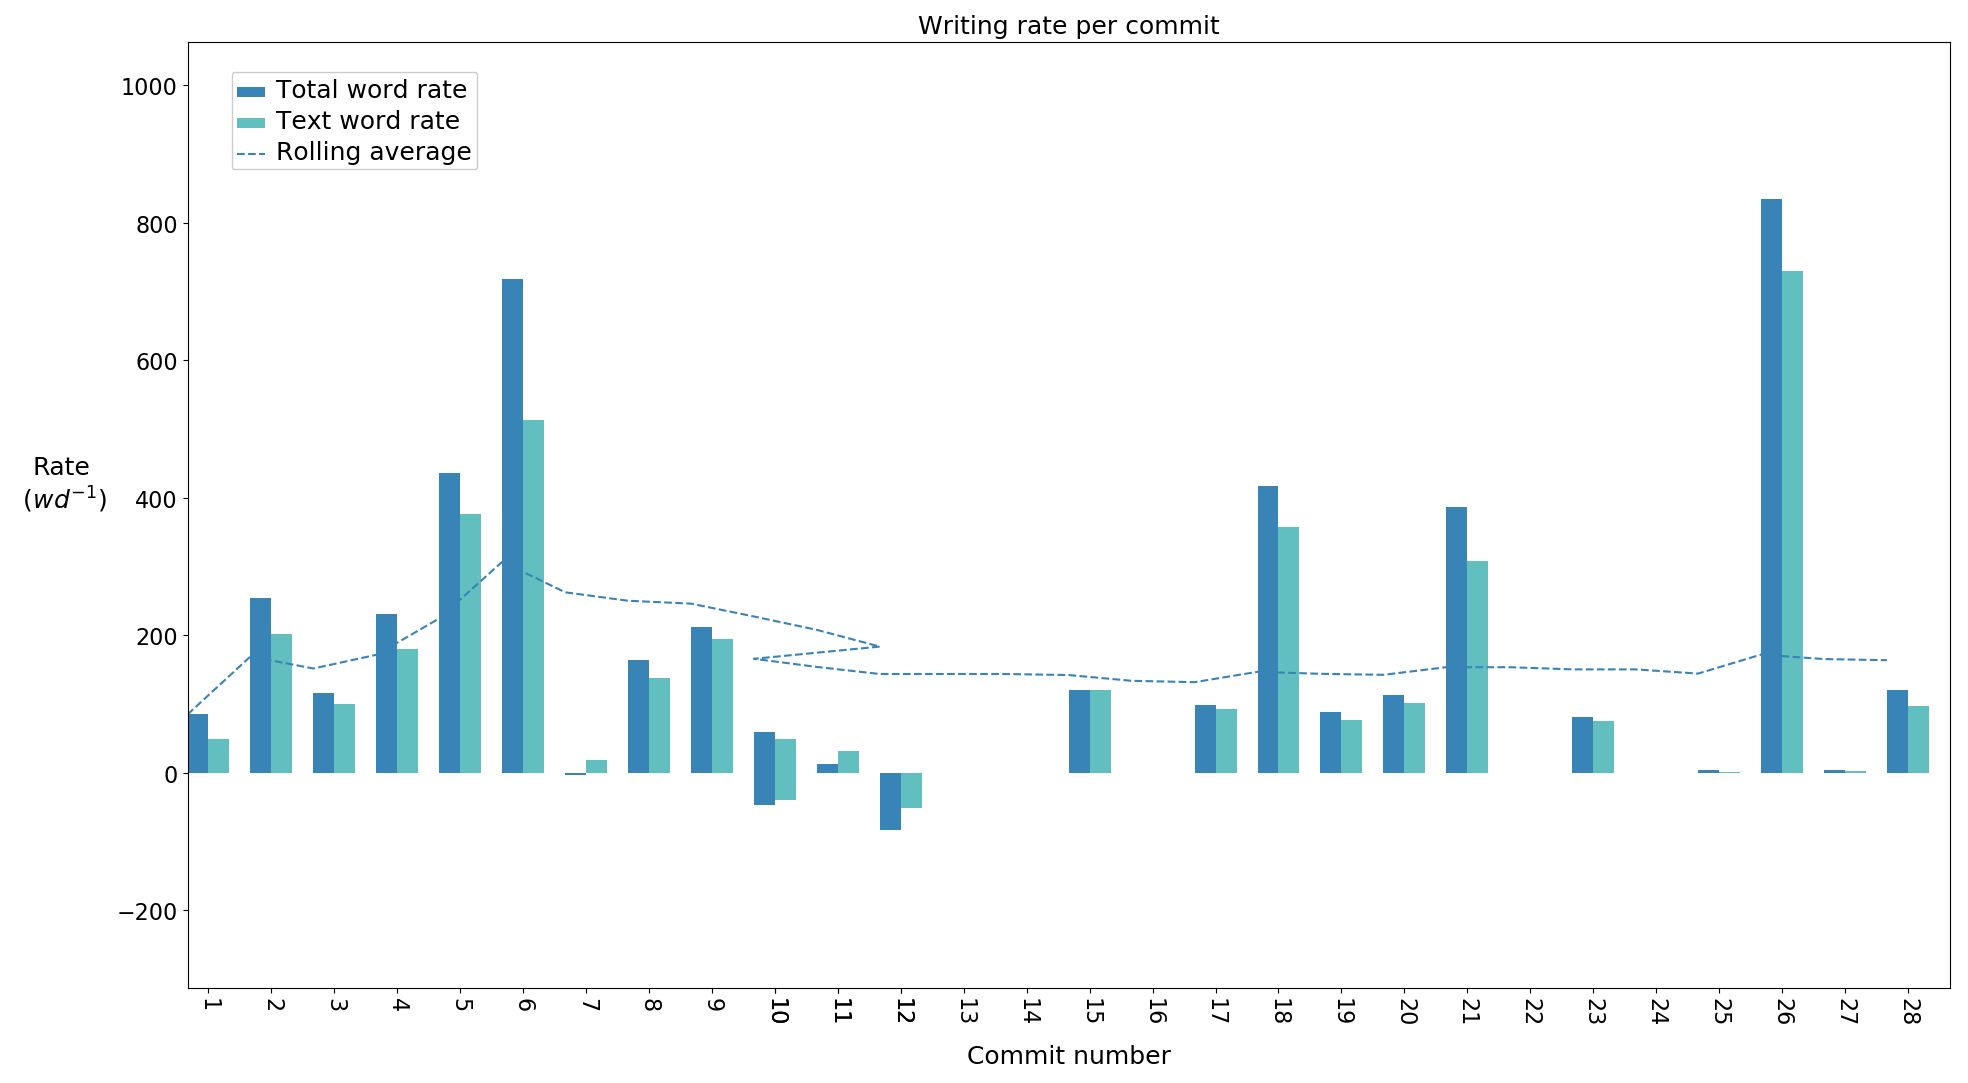 Writing rate per commit
Total word rate
Text word rate
Rolling average
1000
800
600
400
200
0
−200
Rate
(wd⁻¹)
1 2 3 4 5 6 7 8 9 10 11 12 13 14 15 16 17 18 19 20 21 22 23 24 25 26 27 28
Commit number